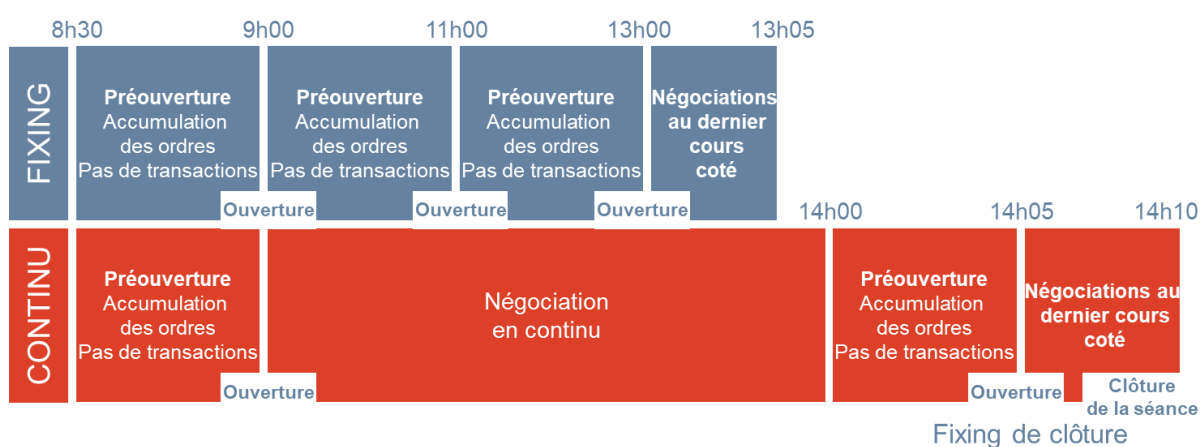 8h30 9h00 11h00 13h00 13h05
FIXING
Préouverture
Accumulation
des ordres
Pas de transactions
Ouverture
Préouverture
Accumulation
des ordres
Pas de transactions
Ouverture
Préouverture
Accumulation
des ordres
Pas de transactions
Ouverture
Négociations
au dernier
cours
coté
14h00 14h05 14h10
CONTINU
Préouverture
Accumulation
des ordres
Pas de transactions
Ouverture
Négociation
en continu
Préouverture
Accumulation
des ordres
Pas de transactions
Ouverture
Négociations au
dernier cours
coté
Clôture
de la séance
Fixing de clôture